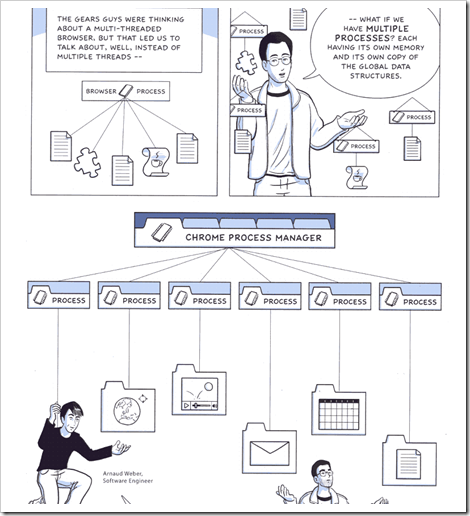 THE GEARS GUYS WERE THINKING
ABOUT A MULTI-THREADED
BROWSER. BUT THAT LED US TO
TALK ABOUT, WELL, INSTEAD OF
MULTIPLE THREADS --
BROWSER PROCESS
-- WHAT IF WE
HAVE MULTIPLE
PROCESSES? EACH
HAVING ITS OWN MEMORY
AND ITS OWN COPY OF
THE GLOBAL DATA
STRUCTURES.
PROCESS
PROCESS
PROCESS
PROCESS
CHROME PROCESS MANAGER
PROCESS
PROCESS
PROCESS
PROCESS
PROCESS
PROCESS
Arnaud Weber,
Software Engineer